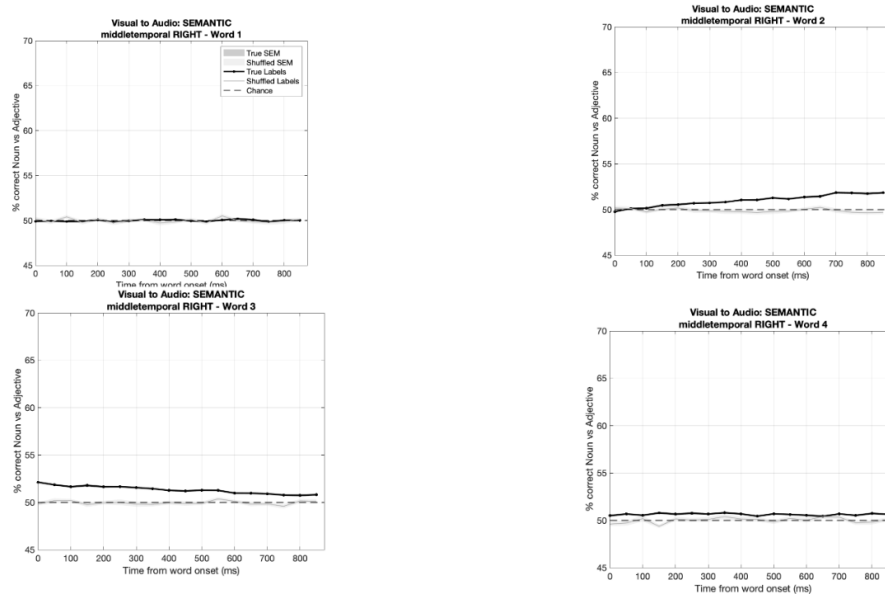 Visual to Audio: SEMANTIC
middletemporal RIGHT - Word 1
70
65
60
55
50
45
% correct Noun vs Adjective
True SEM
Shuffled SEM
True Labels
Shuffled Labels
Chance
0 100 200 300 400 500 600 700 800
Time from word onset (ms)
Visual to Audio: SEMANTIC
middletemporal RIGHT - Word 2
70
65
60
55
50
45
% correct Noun vs Adjective
0 100 200 300 400 500 600 700 800
Time from word onset (ms)
Visual to Audio: SEMANTIC
middletemporal RIGHT - Word 3
70
65
60
55
50
45
% correct Noun vs Adjective
0 100 200 300 400 500 600 700 800
Time from word onset (ms)
Visual to Audio: SEMANTIC
middletemporal RIGHT - Word 4
70
65
60
55
50
45
% correct Noun vs Adjective
0 100 200 300 400 500 600 700 800
Time from word onset (ms)